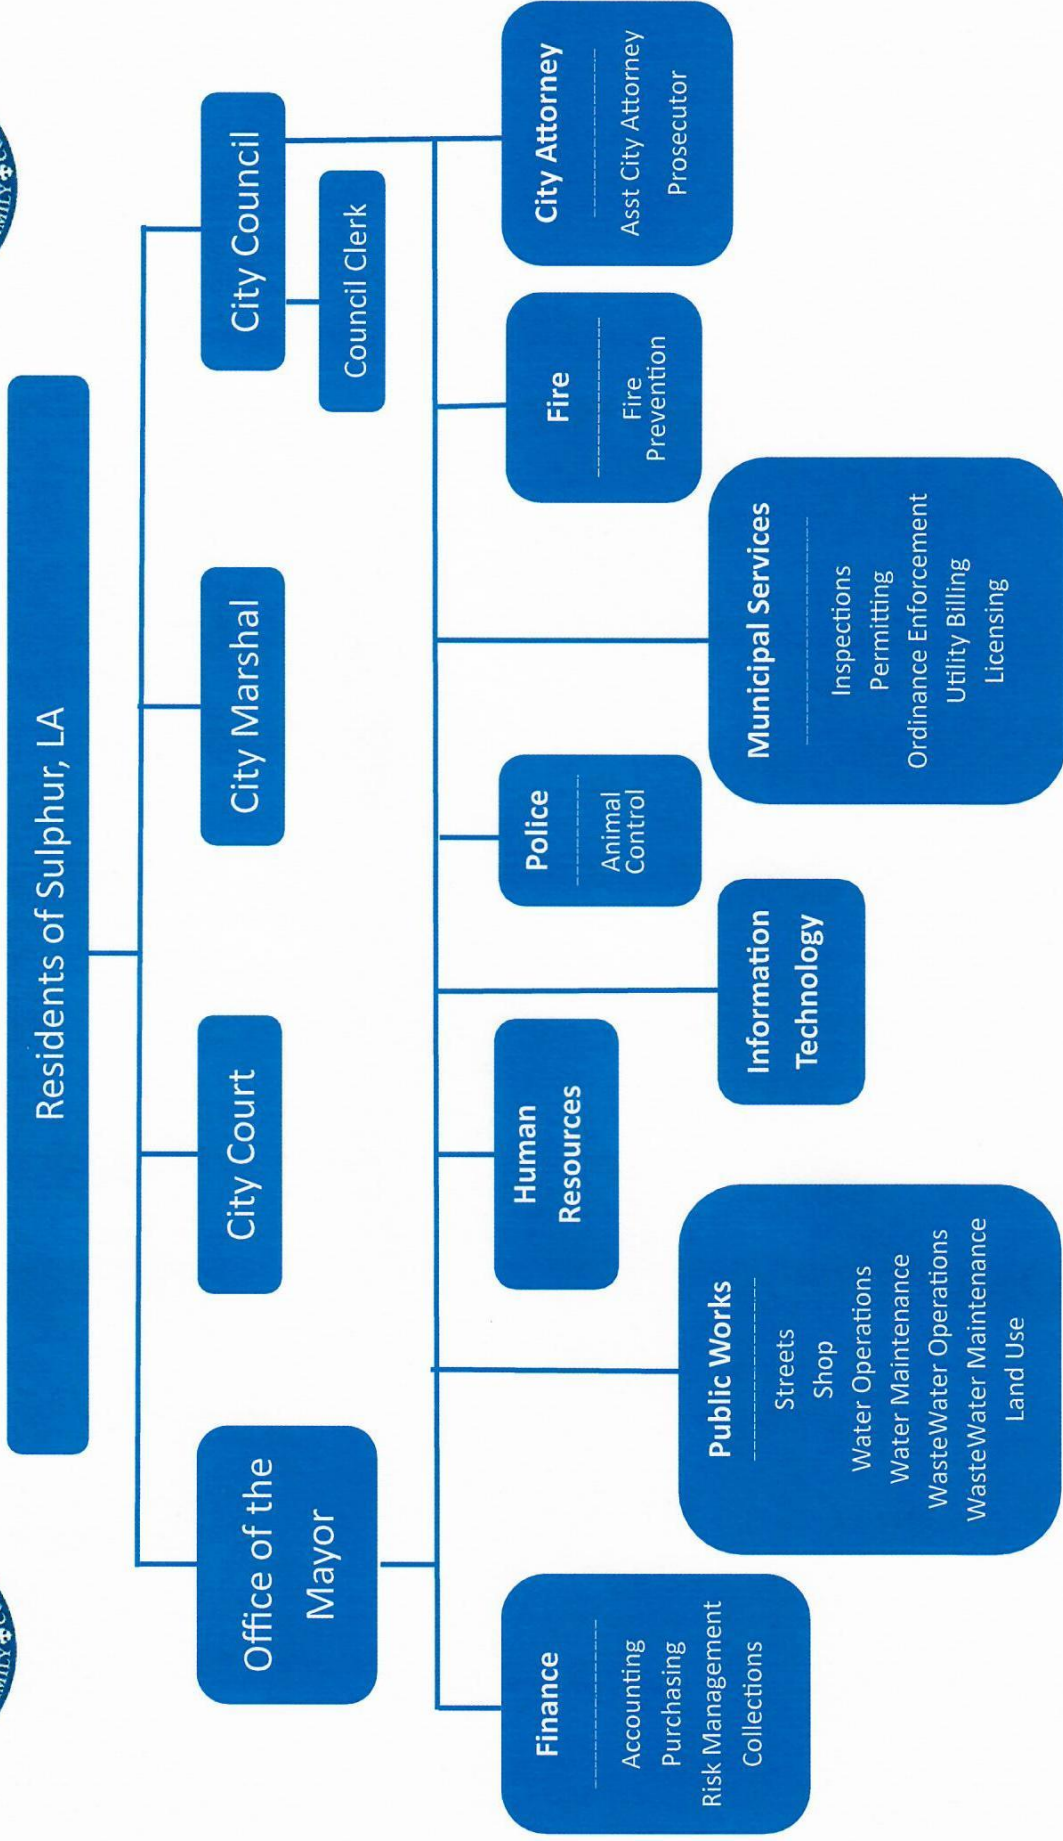 Residents of Sulphur, LA
Office of the
Mayor
City Court
City Marshal
City Council
Council Clerk
Finance
Accounting
Purchasing
Risk Management
Collections
Public Works
Streets
Shop
Water Operations
Water Maintenance
WasteWater Operations
WasteWater Maintenance
Land Use
Human
Resources
Information
Technology
Police
Animal
Control
Municipal Services
Inspections
Permitting
Ordinance Enforcement
Utility Billing
Licensing
Fire
Fire
Prevention
City Attorney
Asst City Attorney
Prosecutor